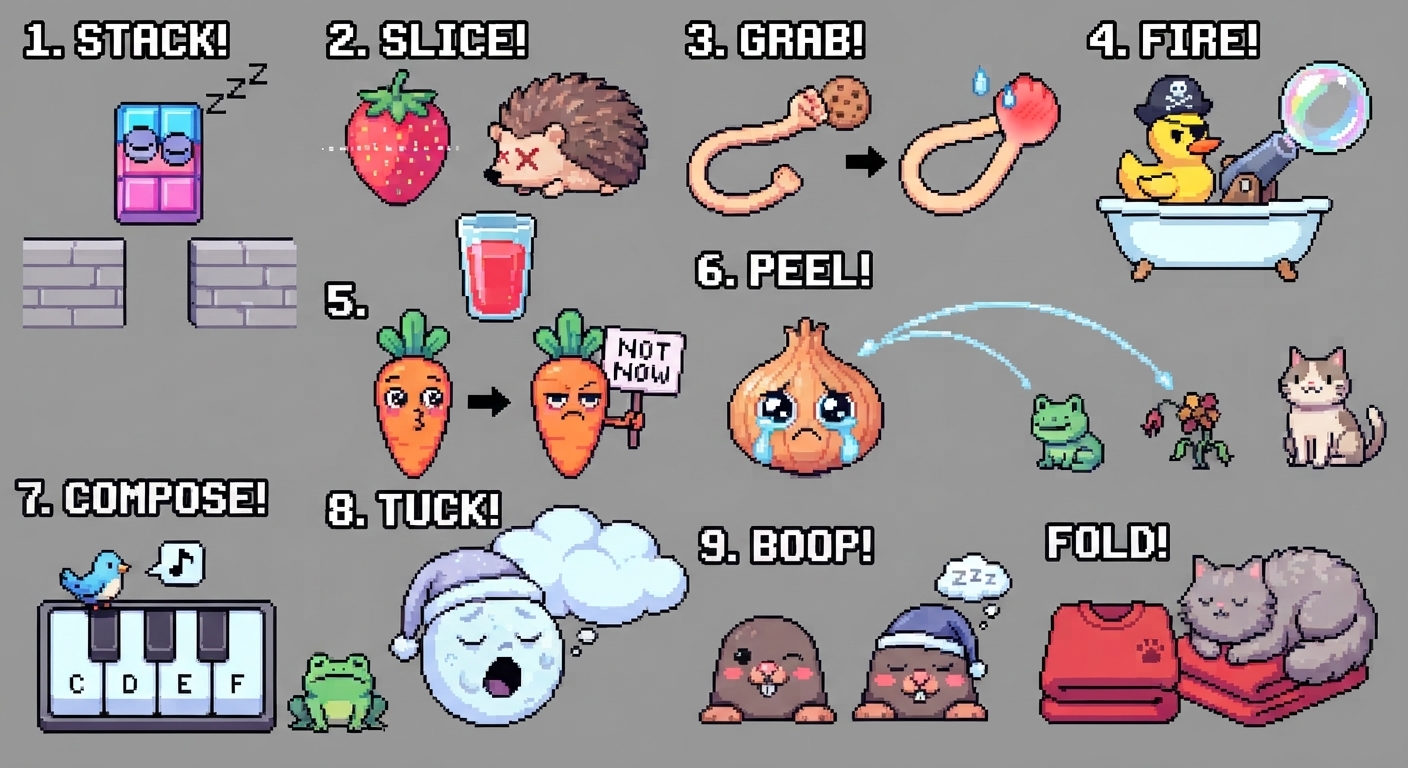 1. STACK!
Z Z Z
2. SLICE!
3. GRAB!
4. FIRE!
5.
NOT
NOW
6. PEEL!
7. COMPOSE!
C D E F
8. TUCK!
9. BOOP!
ZZZ
FOLD!